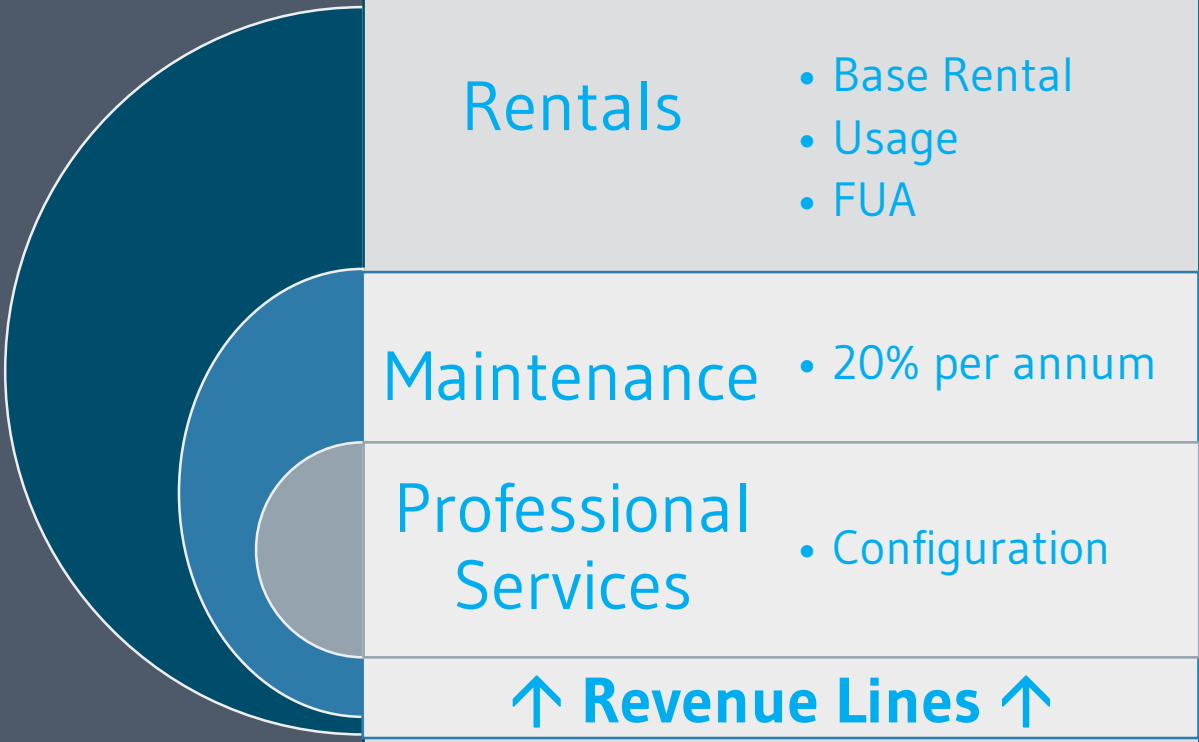 Rentals
• Base Rental
• Usage
• FUA
Maintenance
• 20% per annum
Professional
Services
• Configuration
↑ Revenue Lines ↑